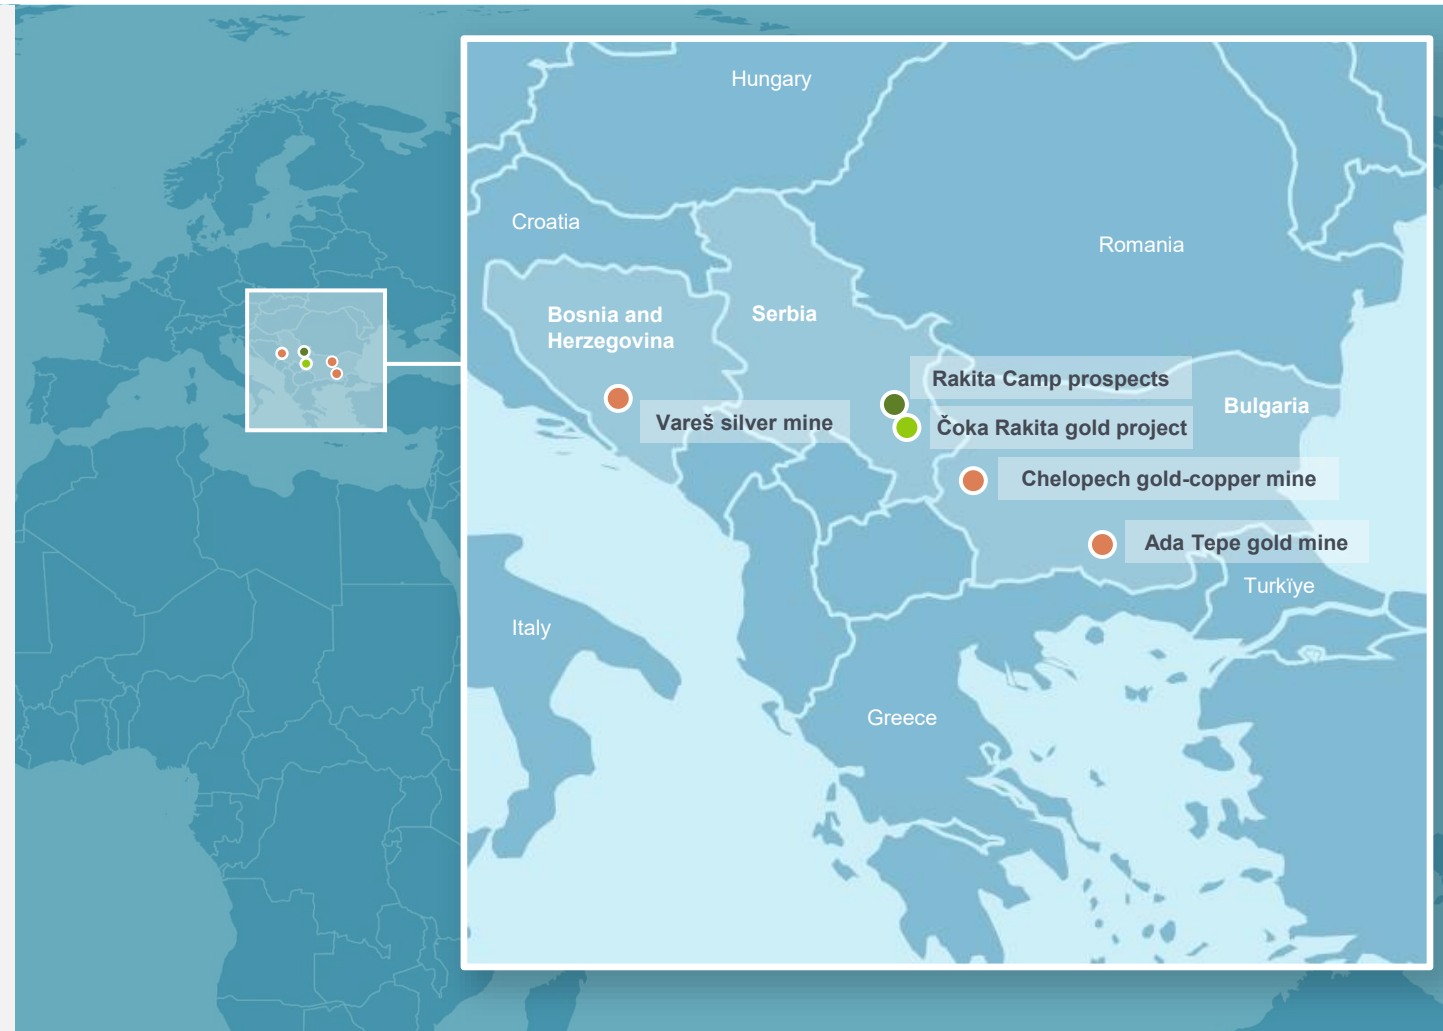 Hungary
Croatia
Romania
Bosnia and
Herzegovina
Serbia
Rakita Camp prospects
Bulgaria
Vareš silver mine
Čoka Rakita gold project
Chelopech gold-copper mine
Ada Tepe gold mine
Turkïye
Italy
Greece